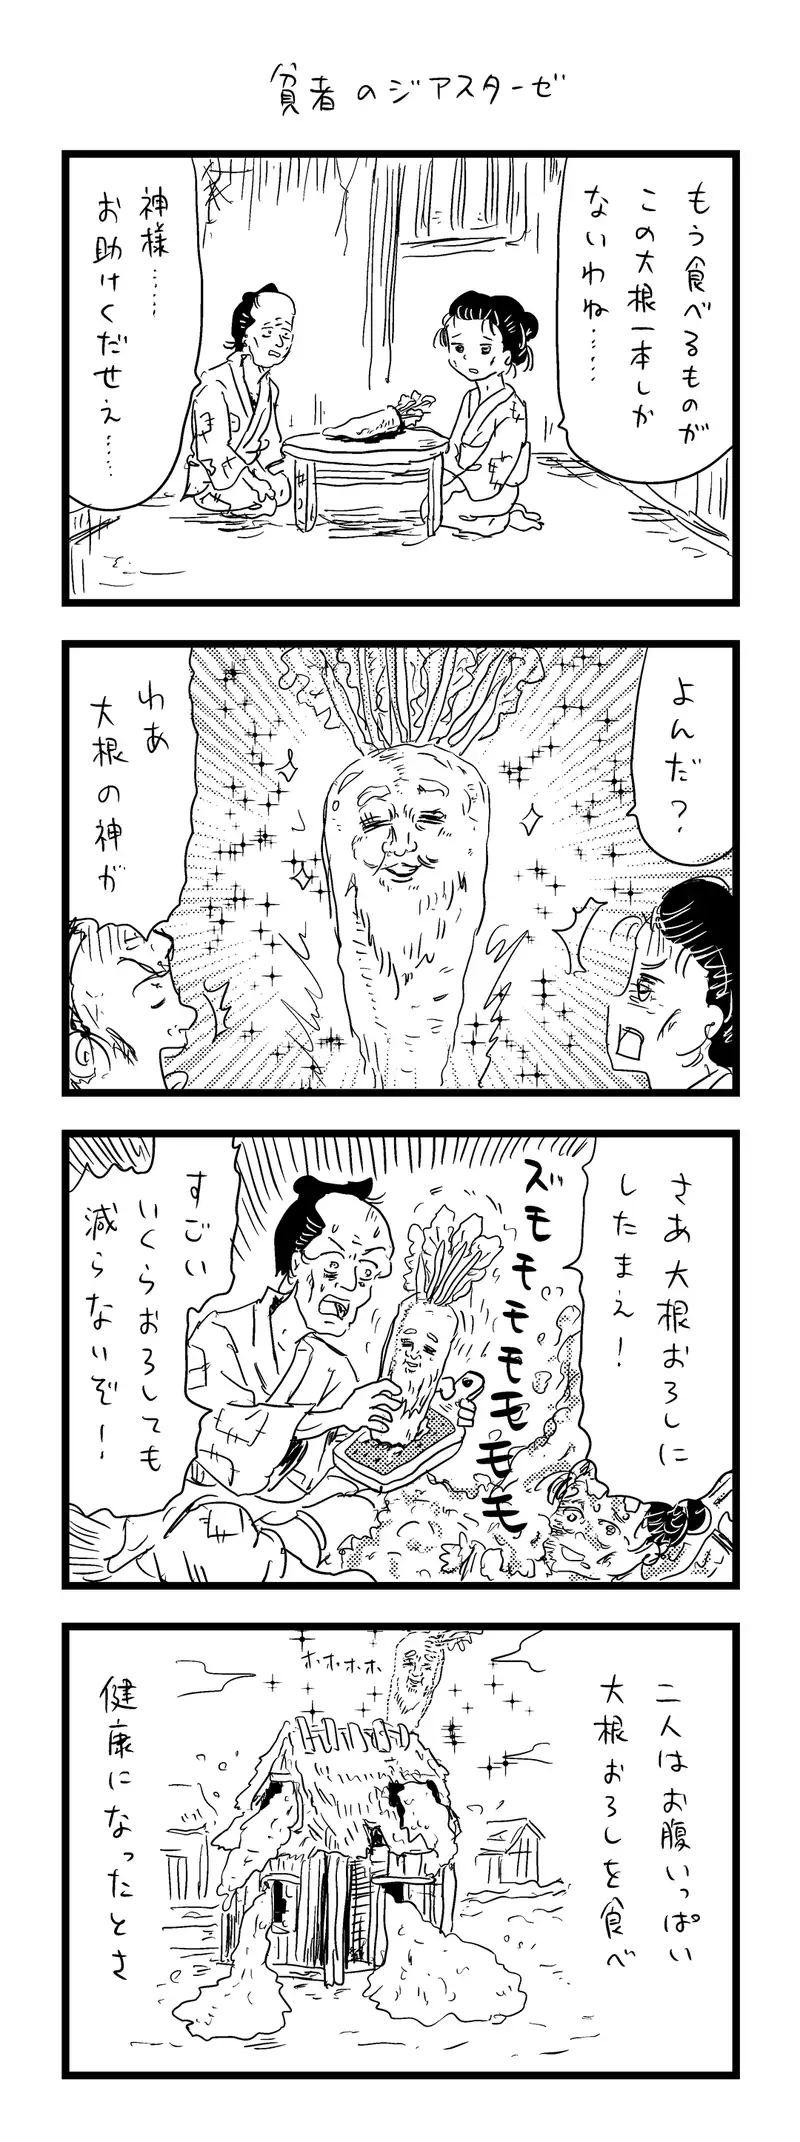 貧者のジアスターゼ
もう食べるものが
この大根一本しか
ないわね……
神様……
お助けくだせえ……
よんだ？
わあ
大根の神が
さあ大根おろしに
したまえ！
ズモモモモモモモ
すごい
いくらおろしても
減らないぞ！
二人はお腹いっぱい
大根おろしを食べ
ホホホホ
健康になったとさ